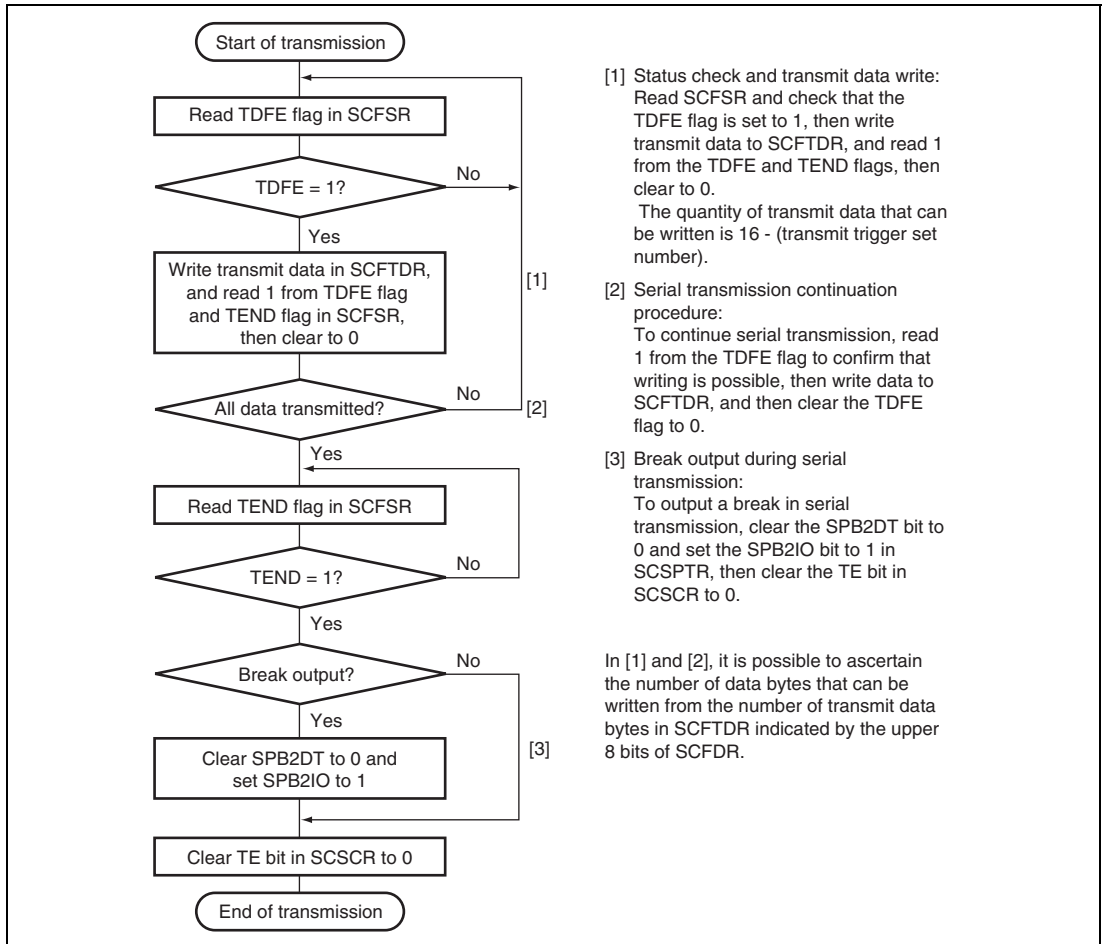 Start of transmission
Read TDFE flag in SCFSR
TDFE = 1?
No
Yes
Write transmit data in SCFTDR,
and read 1 from TDFE flag
and TEND flag in SCFSR,
then clear to 0
[1]
All data transmitted?
No
[2]
Yes
Read TEND flag in SCFSR
TEND = 1?
No
Yes
Break output?
No
Yes
Clear SPB2DT to 0 and
set SPB2IO to 1
[3]
Clear TE bit in SCSCR to 0
End of transmission
[1] Status check and transmit data write:
Read SCFSR and check that the
TDFE flag is set to 1, then write
transmit data to SCFTDR, and read 1
from the TDFE and TEND flags, then
clear to 0.
The quantity of transmit data that can
be written is 16 - (transmit trigger set
number).
[2] Serial transmission continuation
procedure:
To continue serial transmission, read
1 from the TDFE flag to confirm that
writing is possible, then write data to
SCFTDR, and then clear the TDFE
flag to 0.
[3] Break output during serial
transmission:
To output a break in serial
transmission, clear the SPB2DT bit to
0 and set the SPB2IO bit to 1 in
SCSPTR, then clear the TE bit in
SCSCR to 0.
In [1] and [2], it is possible to ascertain
the number of data bytes that can be
written from the number of transmit data
bytes in SCFTDR indicated by the upper
8 bits of SCFDR.